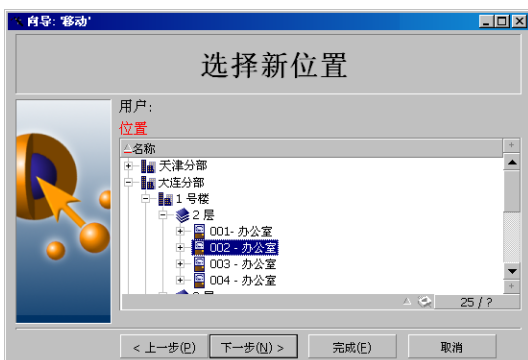 向导: '移动'
选择新位置
用户:
位置
名称
天津分部
大连分部
1 号楼
2 层
001- 办公室
002 - 办公室
003 - 办公室
004 - 办公室
25 / ?
< 上一步(P)
下一步(N) >
完成(F)
取消